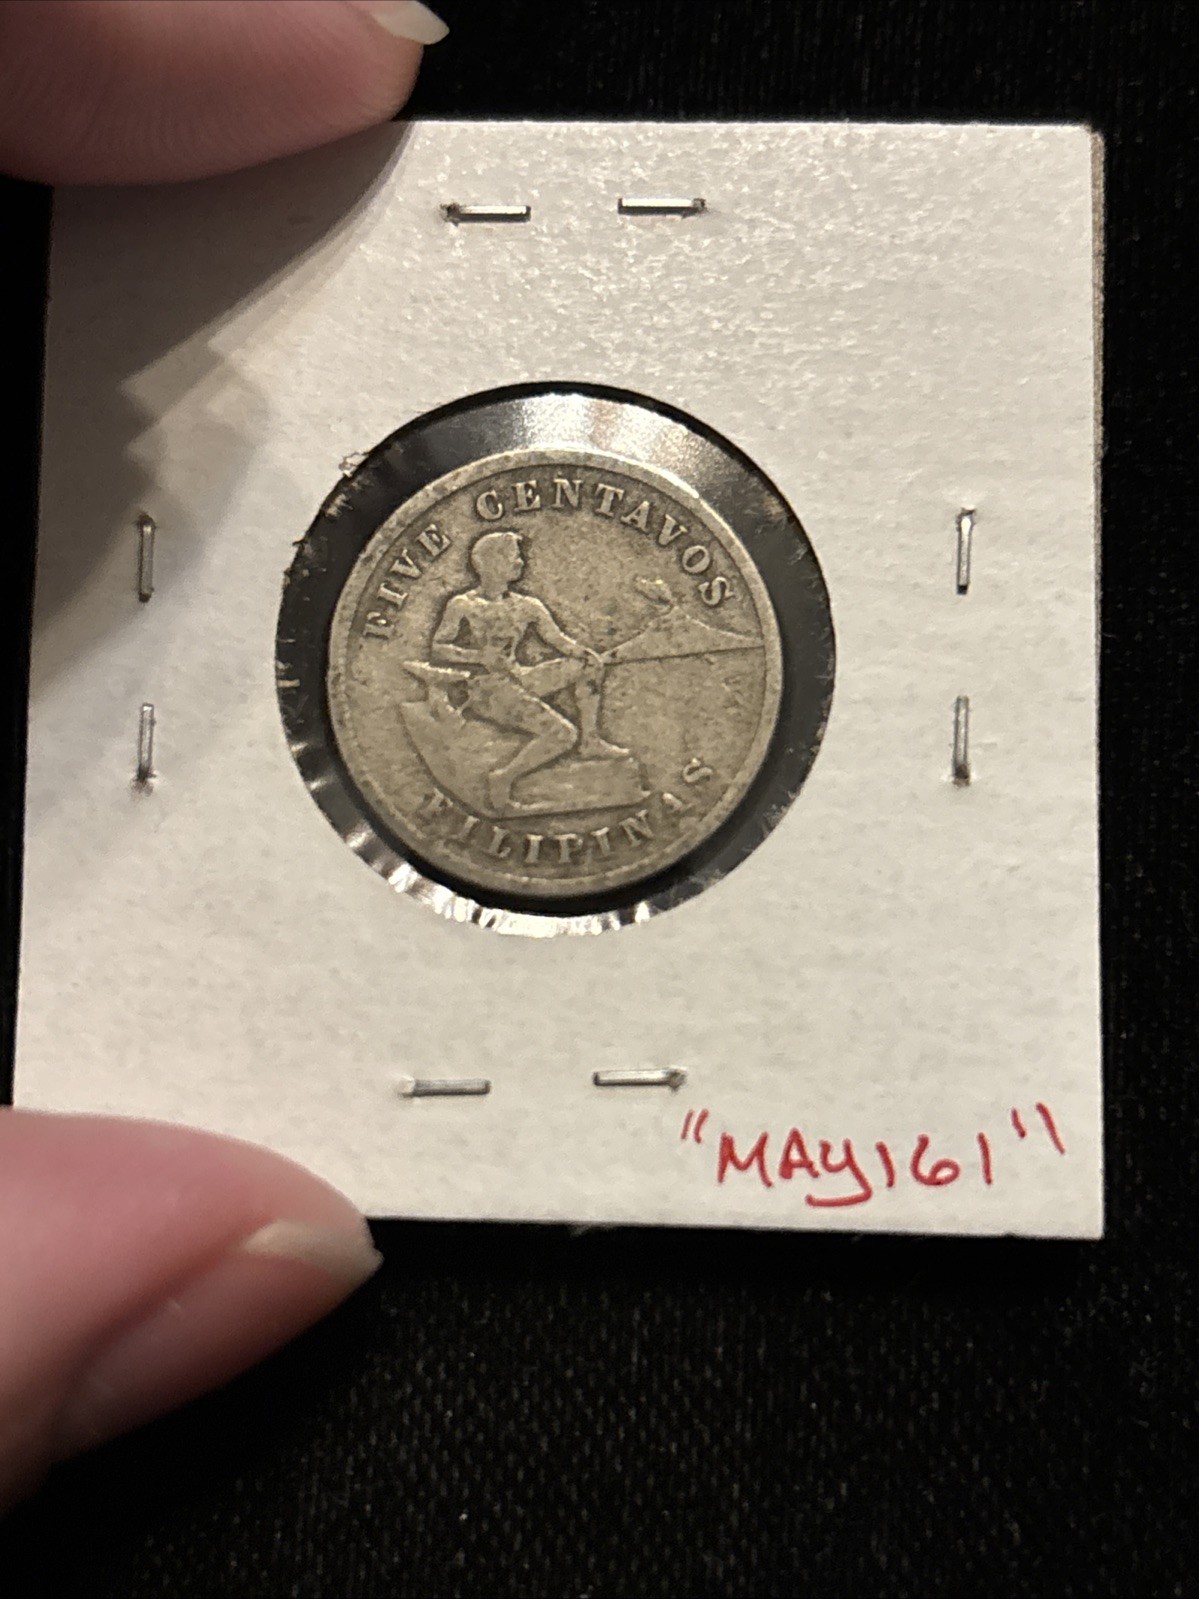 FIVE CENTAVOS
FILIPINAS
"MAY161"